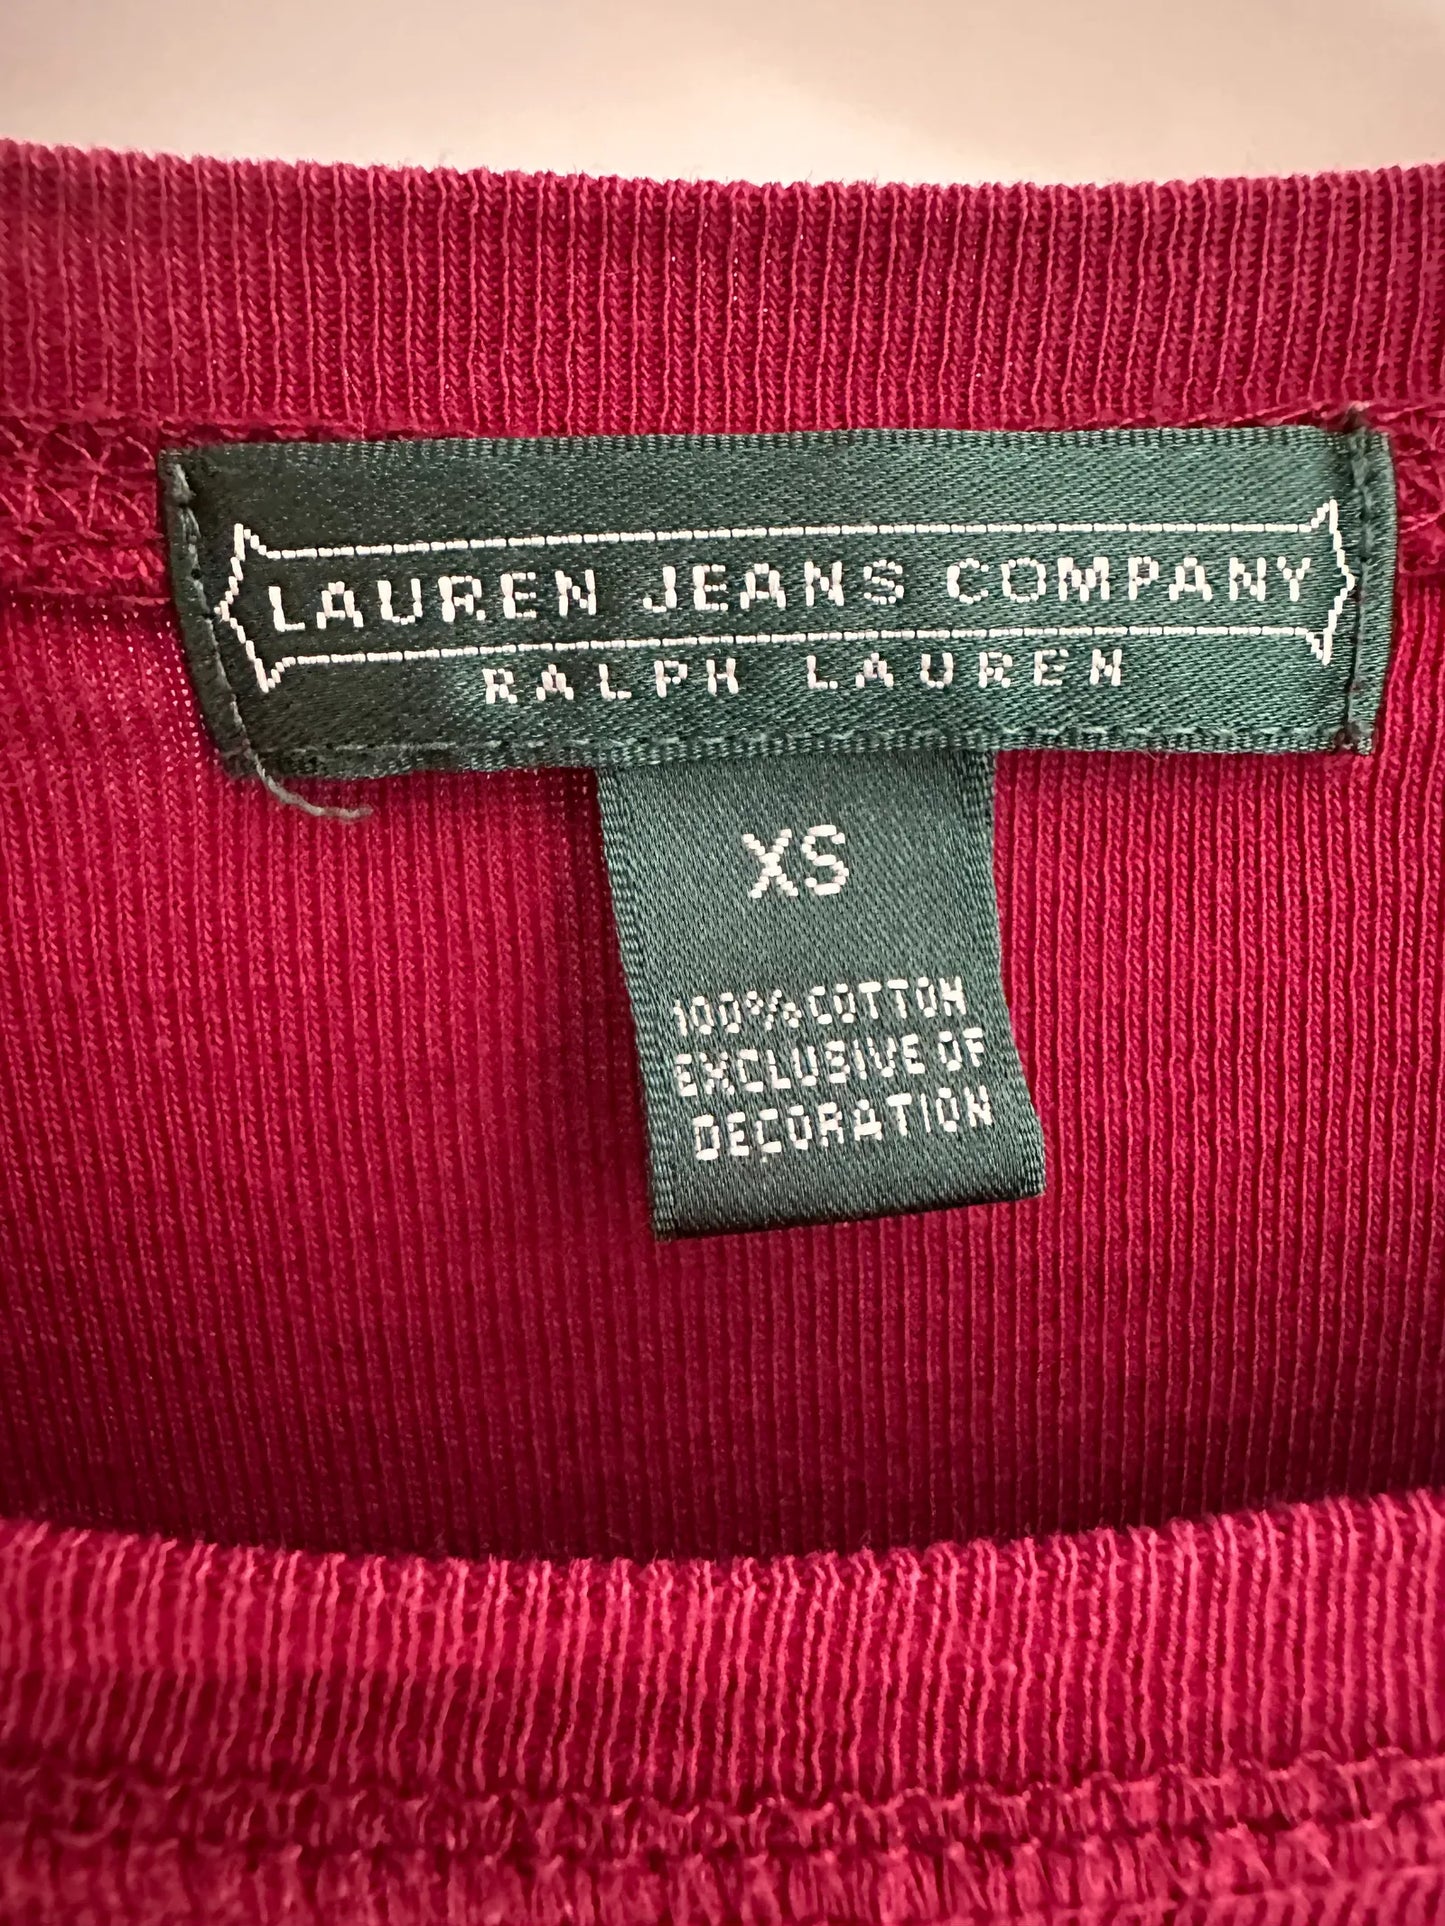 LAUREN JEANS COMPANY
RALPH LAUREN
XS
100% COTTON
EXCLUSIVE OF
DECORATION